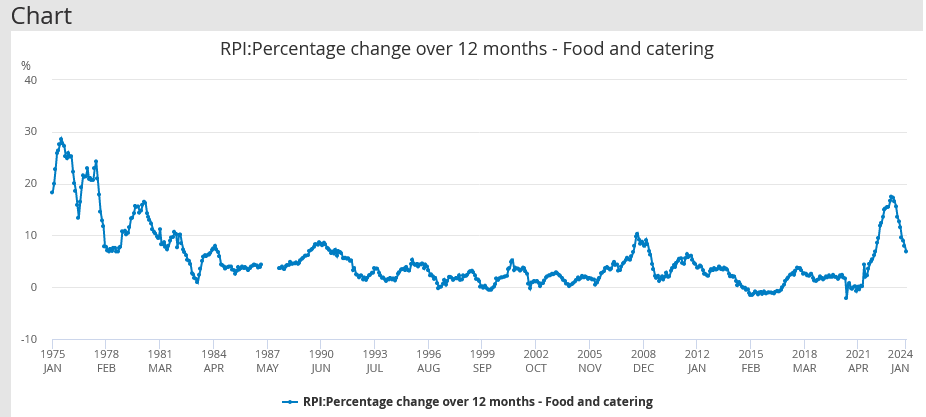 Chart
RPI:Percentage change over 12 months - Food and catering
%
40
30
20
10
0
-10
1975 1978 1981 1984 1987 1990 1993 1996 1999 2002 2005 2008 2012 2015 2018 2021 2024
JAN FEB MAR APR MAY JUN JUL AUG SEP OCT NOV DEC JAN FEB MAR APR JAN
RPI:Percentage change over 12 months - Food and catering